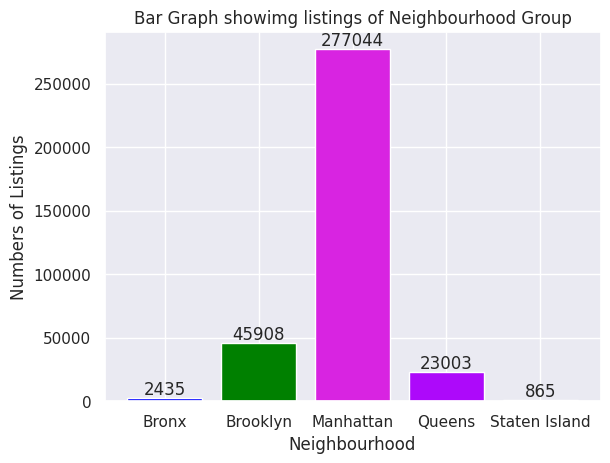 Bar Graph showimg listings of Neighbourhood Group
277044
250000
200000
150000
100000
50000
0
Numbers of Listings
2435
45908
23003
865
Bronx Brooklyn Manhattan Queens Staten Island
Neighbourhood